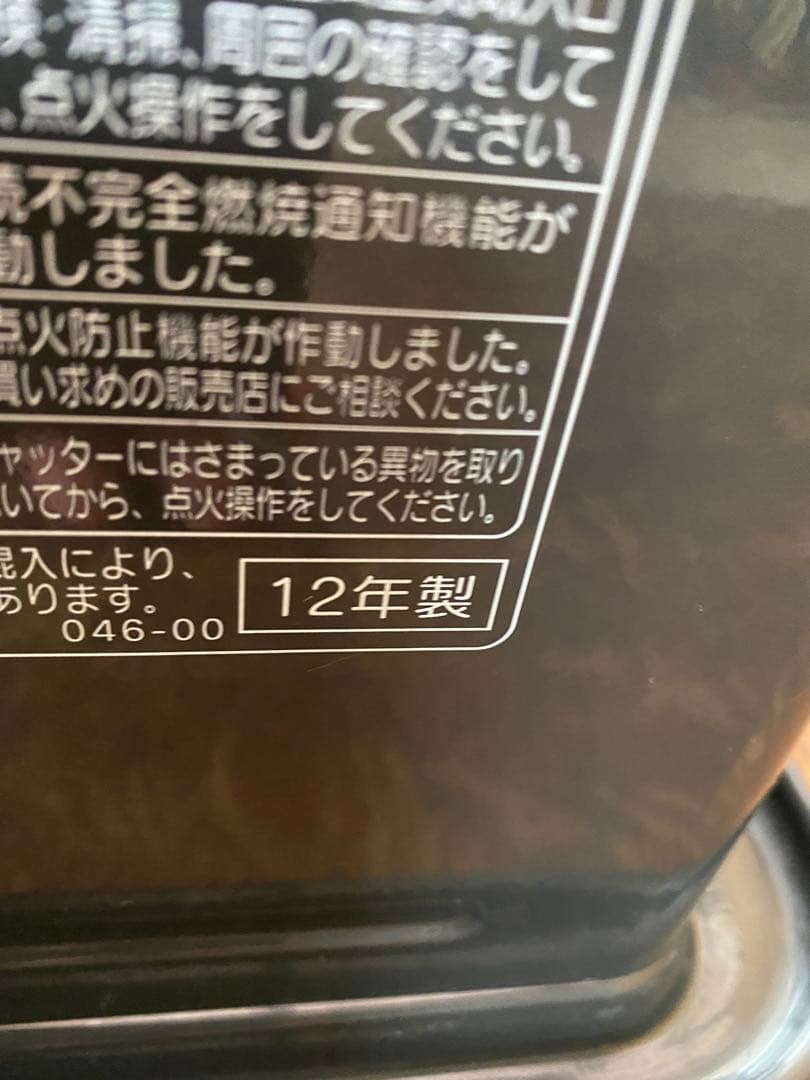 ・清掃、周囲の確認をして
、点火操作をしてください。
続不完全燃焼通知機能が
動しました。
点火防止機能が作動しました。
買い求めの販売店にご相談ください。
ャッターにはさまっている異物を取り
いてから、点火操作をしてください。
混入により、
あります。
046-00
12年製